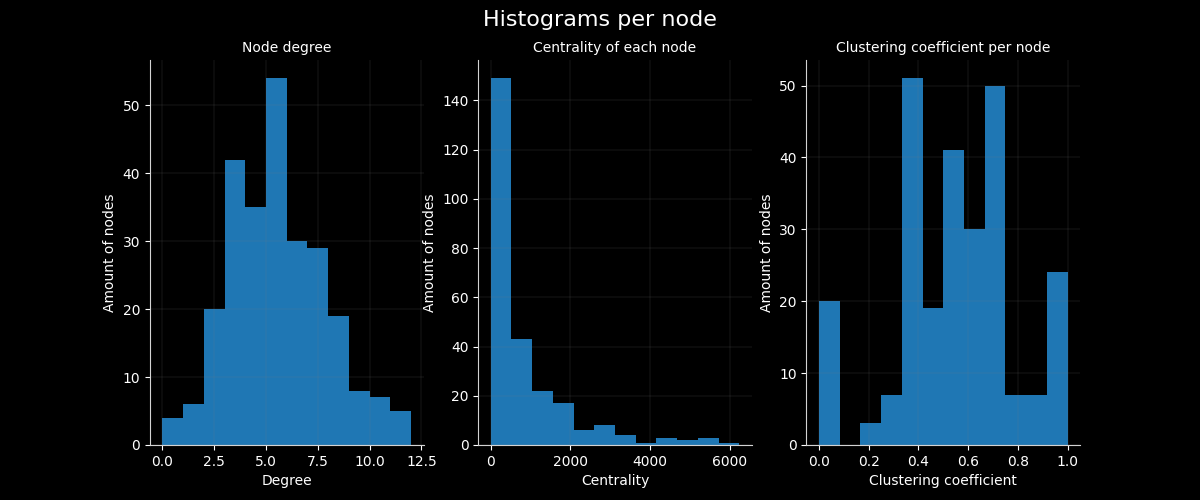 Histograms per node
Node degree
Amount of nodes
50
40
30
20
10
0
0.0 2.5 5.0 7.5 10.0 12.5
Degree
Centrality of each node
Amount of nodes
140
120
100
80
60
40
20
0
0 2000 4000 6000
Centrality
Clustering coefficient per node
Amount of nodes
50
40
30
20
10
0
0.0 0.2 0.4 0.6 0.8 1.0
Clustering coefficient